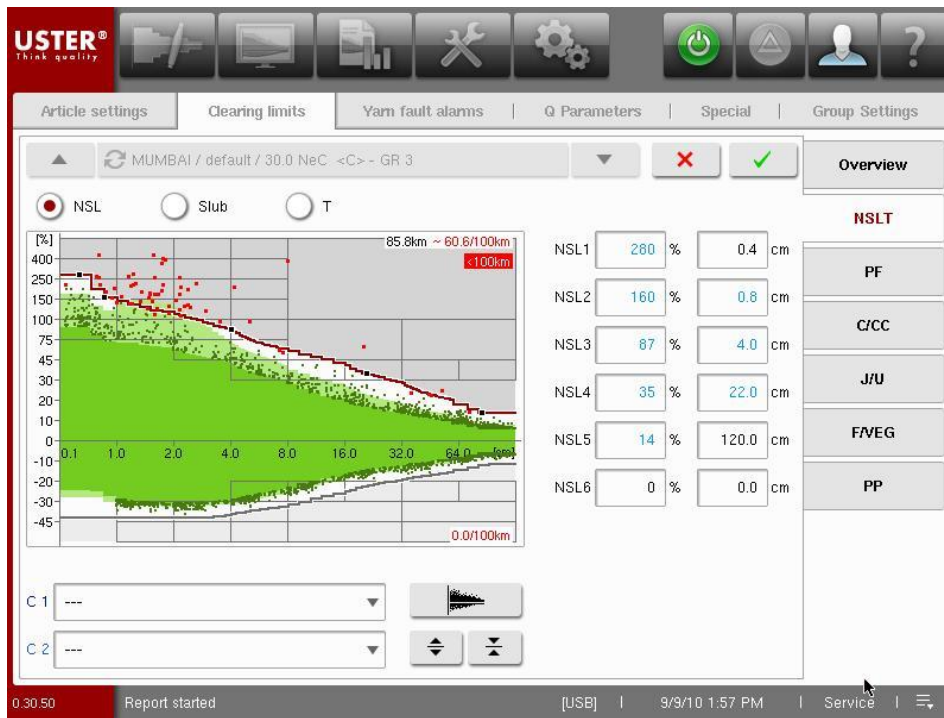 USTER®
Think quality
?
Article settings
Clearing limits
Yarn fault alarms
Q Parameters
Special
Group Settings
MUMBAI / default / 30.0 NeC <C> - GR 3
Overview
NSLT
PF
C/CC
J/U
F/VEG
PP
NSL
Slub
T
[%]
400
250
150
100
75
45
30
20
10
0
-10
-20
-30
-45
85.8km ~ 60.6/100km
<100km
0.1 1.0 2.0 4.0 8.0 16.0 32.0 64.0 [cm]
0.0/100km
NSL1 280 % 0.4 cm
NSL2 160 % 0.8 cm
NSL3 87 % 4.0 cm
NSL4 35 % 22.0 cm
NSL5 14 % 120.0 cm
NSL6 0 % 0.0 cm
C 1 ---
C 2 ---
0.30.50
Report started
[USB] | 9/9/10 1:57 PM | Service |